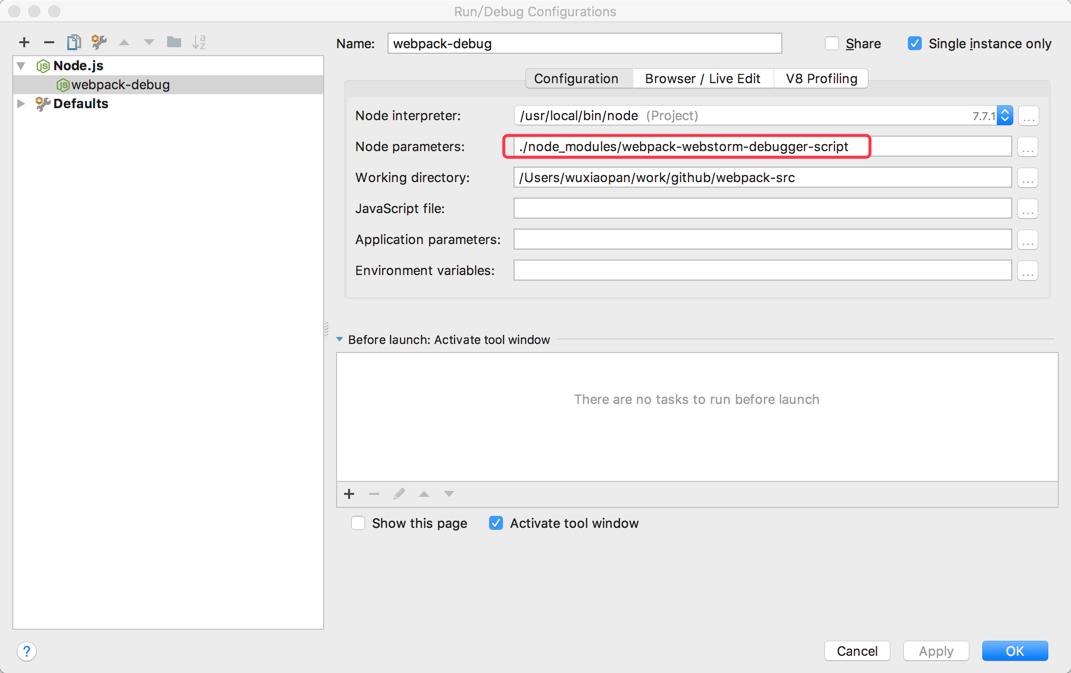 Run/Debug Configurations
Name: webpack-debug Share Single instance only
Node.js
webpack-debug
Defaults
Configuration Browser / Live Edit V8 Profiling
Node interpreter: /usr/local/bin/node (Project) 7.7.1 ...
Node parameters: ./node_modules/webpack-webstorm-debugger-script ...
Working directory: /Users/wuxiaopan/work/github/webpack-src ...
JavaScript file: ...
Application parameters: ...
Environment variables: ...
Before launch: Activate tool window
There are no tasks to run before launch
Show this page Activate tool window
? Cancel Apply OK